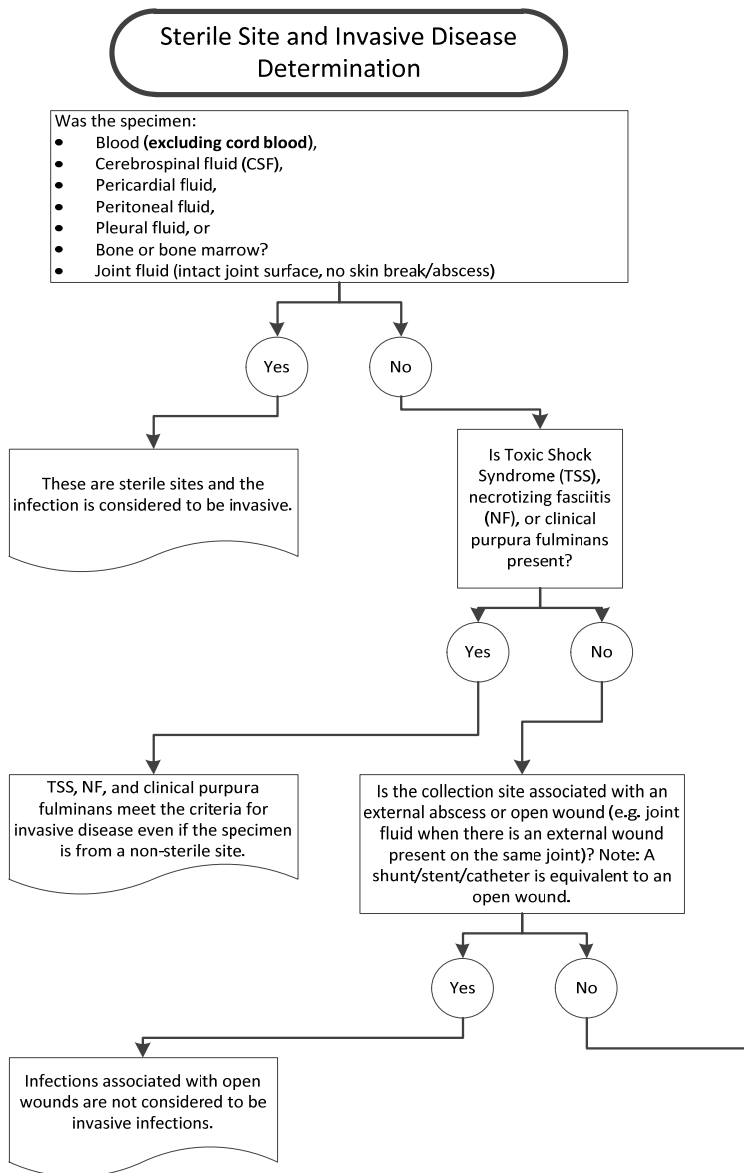 Sterile Site and Invasive Disease
Determination
Was the specimen:
• Blood (excluding cord blood),
• Cerebrospinal fluid (CSF),
• Pericardial fluid,
• Peritoneal fluid,
• Pleural fluid, or
• Bone or bone marrow?
• Joint fluid (intact joint surface, no skin break/abscess)
Yes
No
These are sterile sites and the
infection is considered to be invasive.
Is Toxic Shock
Syndrome (TSS),
necrotizing fasciitis
(NF), or clinical
purpura fulminans
present?
Yes
No
TSS, NF, and clinical purpura
fulminans meet the criteria for
invasive disease even if the specimen
is from a non-sterile site.
Is the collection site associated with an
external abscess or open wound (e.g. joint
fluid when there is an external wound
present on the same joint)? Note: A
shunt/stent/catheter is equivalent to an
open wound.
Yes
No
Infections associated with open
wounds are not considered to be
invasive infections.